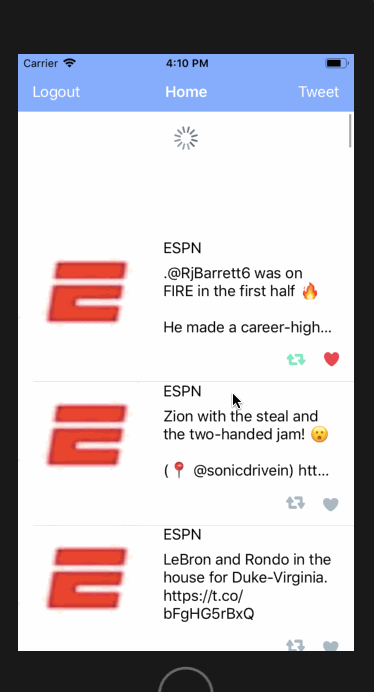 Carrier 4:10 PM
Logout Home Tweet
ESPN
.@RjBarrett6 was on
FIRE in the first half 🔥
He made a career-high...
ESPN
Zion with the steal and
the two-handed jam! 😮
(📍 @sonicdrivein) htt...
ESPN
LeBron and Rondo in the
house for Duke-Virginia.
https://t.co/
bFgHG5rBxQ